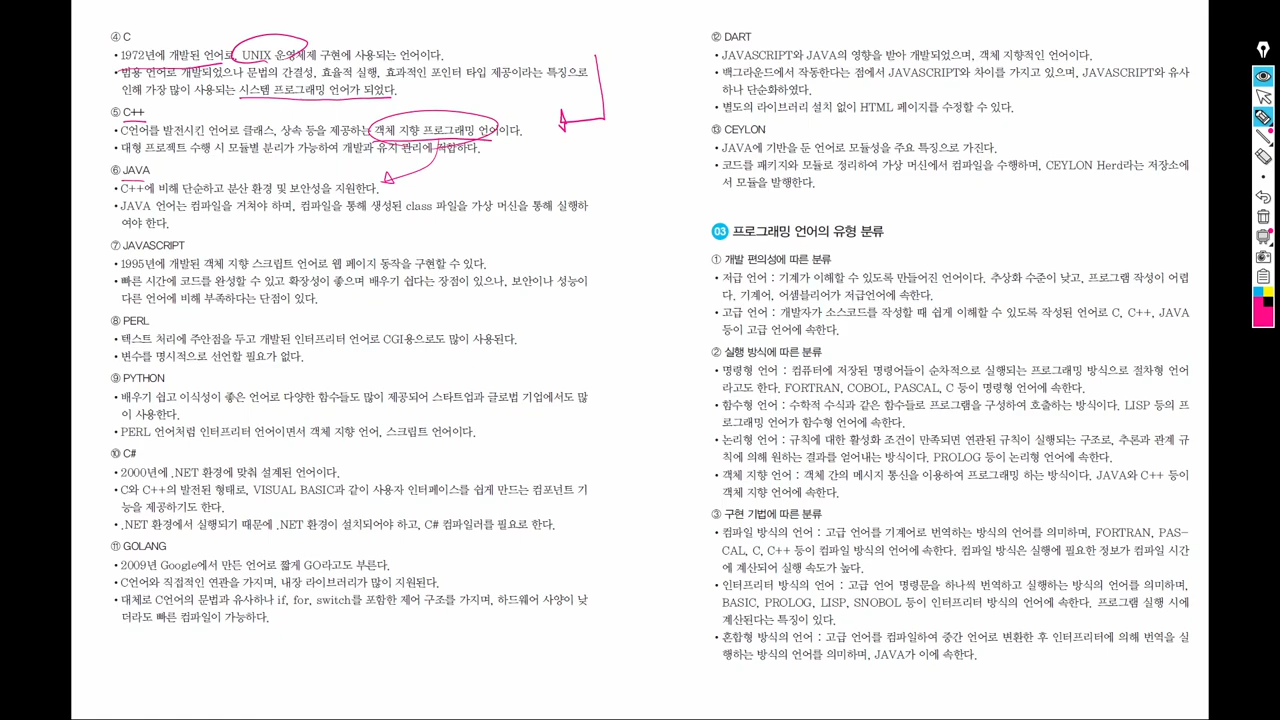 ④ C
• 1972년에 개발된 언어로, UNIX 운영체제 구현에 사용되는 언어이다.
• 범용 언어로 개발되었으나 문법의 간결성, 효율적 실행, 효과적인 포인터 타입 제공이라는 특징으로
인해 가장 많이 사용되는 시스템 프로그래밍 언어가 되었다.
⑤ C++
• C언어를 발전시킨 언어로 클래스, 상속 등을 제공하는 객체 지향 프로그래밍 언어이다.
• 대형 프로젝트 수행 시 모듈별 분리가 가능하여 개발과 유지 관리에 적합하다.
⑥ JAVA
• C++에 비해 단순하고 분산 환경 및 보안성을 지원한다.
• JAVA 언어는 컴파일을 거쳐야 하며, 컴파일을 통해 생성된 class 파일을 가상 머신을 통해 실행하
여야 한다.
⑦ JAVASCRIPT
• 1995년에 개발된 객체 지향 스크립트 언어로 웹 페이지 동작을 구현할 수 있다.
• 빠른 시간에 코드를 완성할 수 있고 확장성이 좋으며 배우기 쉽다는 장점이 있으나, 보안이나 성능이
다른 언어에 비해 부족하다는 단점이 있다.
⑧ PERL
• 텍스트 처리에 주안점을 두고 개발된 인터프리터 언어로 CGI용으로도 많이 사용된다.
• 변수를 명시적으로 선언할 필요가 없다.
⑨ PYTHON
• 배우기 쉽고 이식성이 좋은 언어로 다양한 함수들도 많이 제공되어 스타트업과 글로벌 기업에서도 많
이 사용한다.
• PERL 언어처럼 인터프리터 언어이면서 객체 지향 언어, 스크립트 언어이다.
⑩ C#
• 2000년에 .NET 환경에 맞춰 설계된 언어이다.
• C와 C++의 발전된 형태로, VISUAL BASIC과 같이 사용자 인터페이스를 쉽게 만드는 컴포넌트 기
능을 제공하기도 한다.
• .NET 환경에서 실행되기 때문에 .NET 환경이 설치되어야 하고, C# 컴파일러를 필요로 한다.
⑪ GOLANG
• 2009년 Google에서 만든 언어로 짧게 GO라고도 부른다.
• C언어와 직접적인 연관을 가지며, 내장 라이브러리가 많이 지원된다.
• 대체로 C언어의 문법과 유사하나 if, for, switch를 포함한 제어 구조를 가지며, 하드웨어 사양이 낮
더라도 빠른 컴파일이 가능하다.
⑫ DART
• JAVASCRIPT와 JAVA의 영향을 받아 개발되었으며, 객체 지향적인 언어이다.
• 백그라운드에서 작동한다는 점에서 JAVASCRIPT와 차이를 가지고 있으며, JAVASCRIPT와 유사
하나 단순화하였다.
• 별도의 라이브러리 설치 없이 HTML 페이지를 수정할 수 있다.
⑬ CEYLON
• JAVA에 기반을 둔 언어로 모듈성을 주요 특징으로 가진다.
• 코드를 패키지와 모듈로 정리하여 가상 머신에서 컴파일을 수행하며, CEYLON Herd라는 저장소에
서 모듈을 발행한다.
03 프로그래밍 언어의 유형 분류
① 개발 편의성에 따른 분류
• 저급 언어 : 기계가 이해할 수 있도록 만들어진 언어이다. 추상화 수준이 낮고, 프로그램 작성이 어렵
다. 기계어, 어셈블리어가 저급언어에 속한다.
• 고급 언어 : 개발자가 소스코드를 작성할 때 쉽게 이해할 수 있도록 작성된 언어로 C, C++, JAVA
등이 고급 언어에 속한다.
② 실행 방식에 따른 분류
• 명령형 언어 : 컴퓨터에 저장된 명령어들이 순차적으로 실행되는 프로그래밍 방식으로 절차형 언어
라고도 한다. FORTRAN, COBOL, PASCAL, C 등이 명령형 언어에 속한다.
• 함수형 언어 : 수학적 수식과 같은 함수들로 프로그램을 구성하여 호출하는 방식이다. LISP 등의 프
로그래밍 언어가 함수형 언어에 속한다.
• 논리형 언어 : 규칙에 대한 활성화 조건이 만족되면 연관된 규칙이 실행되는 구조로, 추론과 관계 규
칙에 의해 원하는 결과를 얻어내는 방식이다. PROLOG 등이 논리형 언어에 속한다.
• 객체 지향 언어 : 객체 간의 메시지 통신을 이용하여 프로그래밍 하는 방식이다. JAVA와 C++ 등이
객체 지향 언어에 속한다.
③ 구현 기법에 따른 분류
• 컴파일 방식의 언어 : 고급 언어를 기계어로 번역하는 방식의 언어를 의미하며, FORTRAN, PAS-
CAL, C, C++ 등이 컴파일 방식의 언어에 속한다. 컴파일 방식은 실행에 필요한 정보가 컴파일 시간
에 계산되어 실행 속도가 높다.
• 인터프리터 방식의 언어 : 고급 언어 명령문을 하나씩 번역하고 실행하는 방식의 언어를 의미하며,
BASIC, PROLOG, LISP, SNOBOL 등이 인터프리터 방식의 언어에 속한다. 프로그램 실행 시에
계산된다는 특징이 있다.
• 혼합형 방식의 언어 : 고급 언어를 컴파일하여 중간 언어로 변환한 후 인터프리터에 의해 번역을 실
행하는 방식의 언어를 의미하며, JAVA가 이에 속한다.